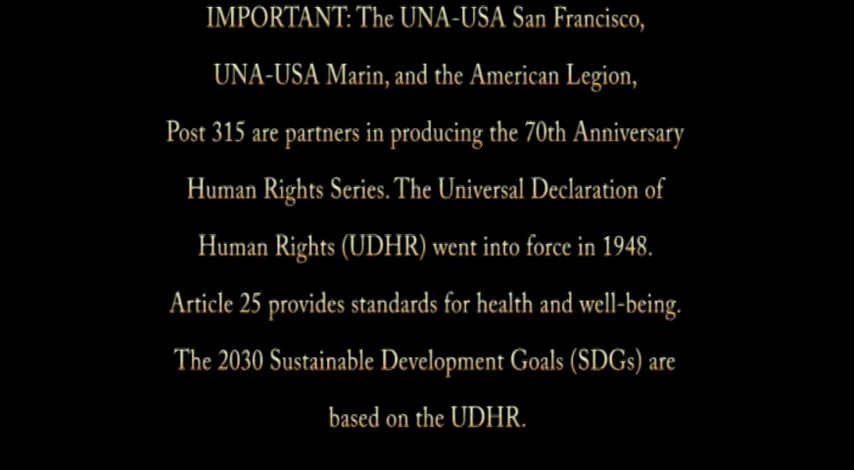 IMPORTANT: The UNA-USA San Francisco,
UNA-USA Marin, and the American Legion,
Post 315 are partners in producing the 70th Anniversary
Human Rights Series. The Universal Declaration of
Human Rights (UDHR) went into force in 1948.
Article 25 provides standards for health and well-being.
The 2030 Sustainable Development Goals (SDGs) are
based on the UDHR.